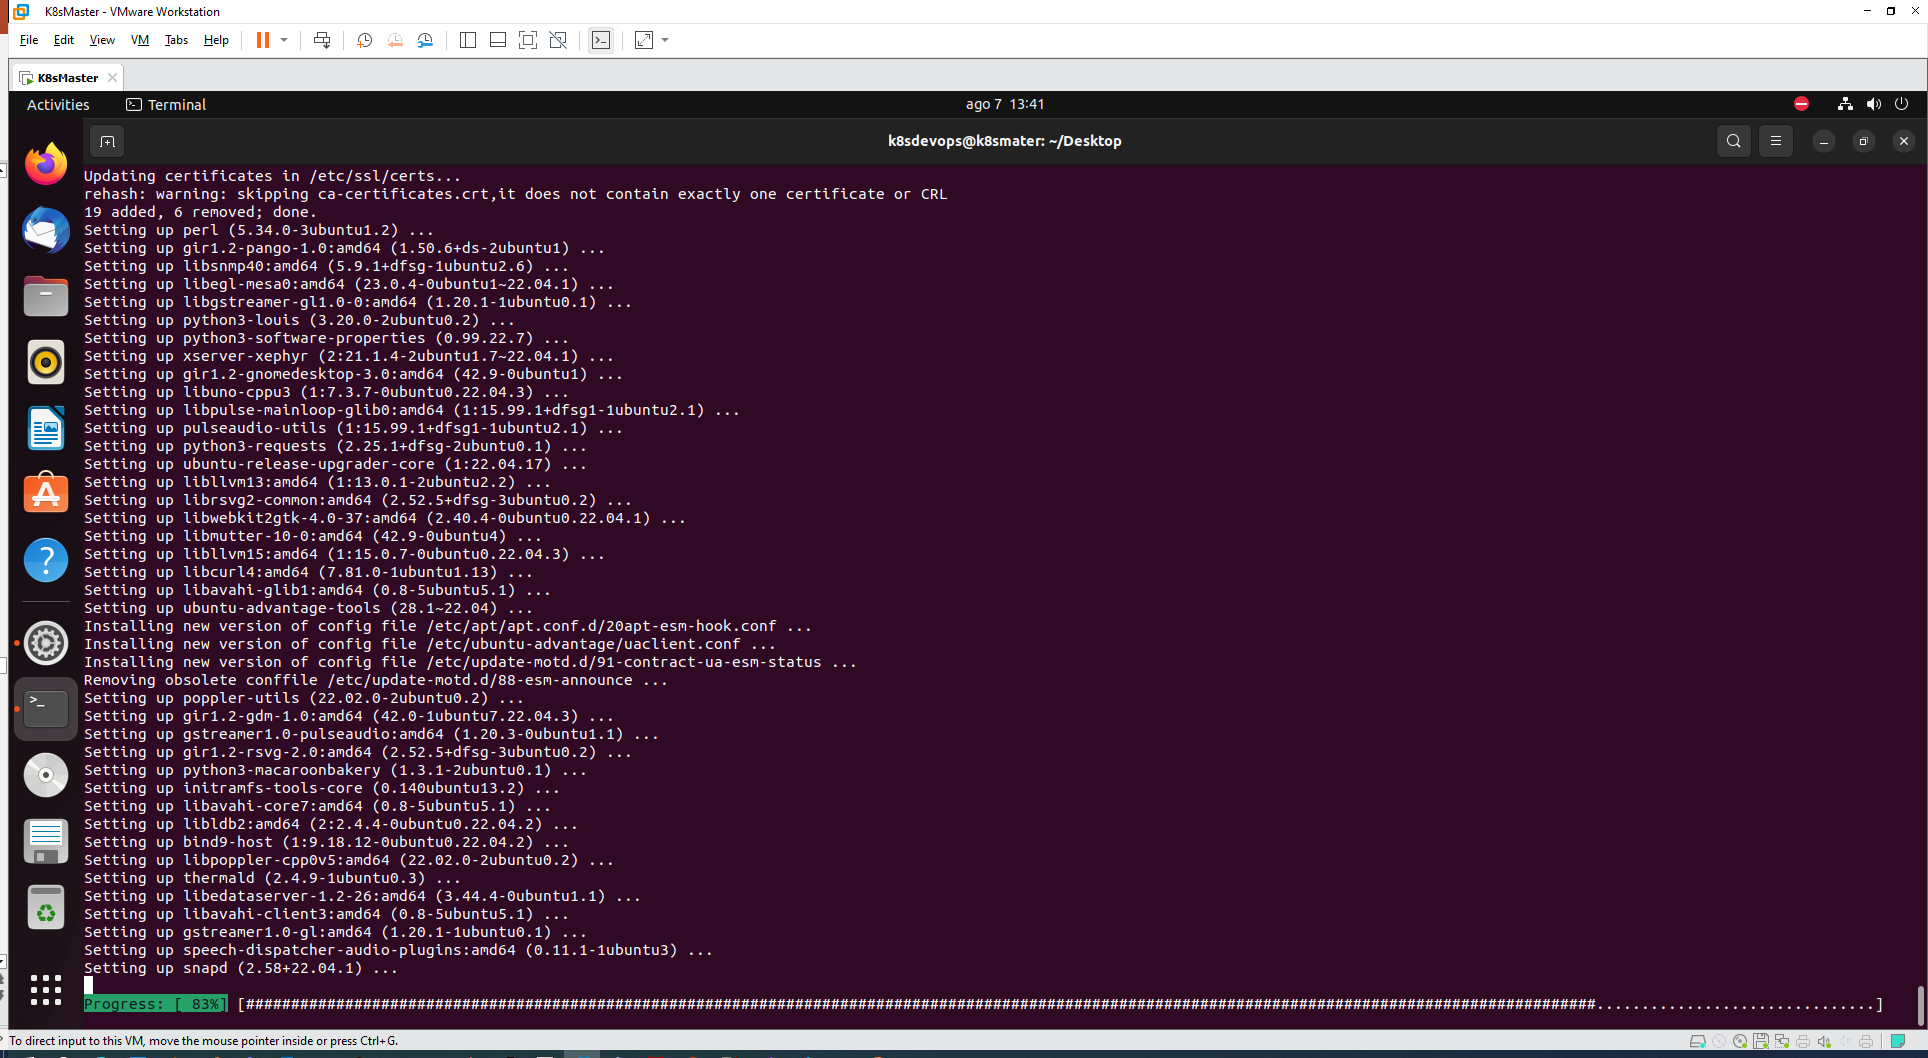 K8sMaster - VMware Workstation
File Edit View VM Tabs Help
K8sMaster
Activities Terminal ago 7 13:41
k8sdevops@k8smater: ~/Desktop
Updating certificates in /etc/ssl/certs...
rehash: warning: skipping ca-certificates.crt,it does not contain exactly one certificate or CRL
19 added, 6 removed; done.
Setting up perl (5.34.0-3ubuntu1.2) ...
Setting up gir1.2-pango-1.0:amd64 (1.50.6+ds-2ubuntu1) ...
Setting up libsnmp40:amd64 (5.9.1+dfsg-1ubuntu2.6) ...
Setting up libegl-mesa0:amd64 (23.0.4-0ubuntu1~22.04.1) ...
Setting up libgstreamer-gl1.0-0:amd64 (1.20.1-1ubuntu0.1) ...
Setting up python3-louis (3.20.0-2ubuntu0.2) ...
Setting up python3-software-properties (0.99.22.7) ...
Setting up xserver-xephyr (2:21.1.4-2ubuntu1.7~22.04.1) ...
Setting up gir1.2-gnomedesktop-3.0:amd64 (42.9-0ubuntu1) ...
Setting up libuno-cppu3 (1:7.3.7-0ubuntu0.22.04.3) ...
Setting up libpulse-mainloop-glib0:amd64 (1:15.99.1+dfsg1-1ubuntu2.1) ...
Setting up pulseaudio-utils (1:15.99.1+dfsg1-1ubuntu2.1) ...
Setting up python3-requests (2.25.1+dfsg-2ubuntu0.1) ...
Setting up ubuntu-release-upgrader-core (1:22.04.17) ...
Setting up libllvm13:amd64 (1:13.0.1-2ubuntu2.2) ...
Setting up librsvg2-common:amd64 (2.52.5+dfsg-3ubuntu0.2) ...
Setting up libwebkit2gtk-4.0-37:amd64 (2.40.4-0ubuntu0.22.04.1) ...
Setting up libmutter-10-0:amd64 (42.9-0ubuntu4) ...
Setting up libllvm15:amd64 (1:15.0.7-0ubuntu0.22.04.3) ...
Setting up libcurl4:amd64 (7.81.0-1ubuntu1.13) ...
Setting up libavahi-glib1:amd64 (0.8-5ubuntu5.1) ...
Setting up ubuntu-advantage-tools (28.1~22.04) ...
Installing new version of config file /etc/apt/apt.conf.d/20apt-esm-hook.conf ...
Installing new version of config file /etc/ubuntu-advantage/uaclient.conf ...
Installing new version of config file /etc/update-motd.d/91-contract-ua-esm-status ...
Removing obsolete conffile /etc/update-motd.d/88-esm-announce ...
Setting up poppler-utils (22.02.0-2ubuntu0.2) ...
Setting up gir1.2-gdm-1.0:amd64 (42.0-1ubuntu7.22.04.3) ...
Setting up gstreamer1.0-pulseaudio:amd64 (1.20.3-0ubuntu1.1) ...
Setting up gir1.2-rsvg-2.0:amd64 (2.52.5+dfsg-3ubuntu0.2) ...
Setting up python3-macaroonbakery (1.3.1-2ubuntu0.1) ...
Setting up initramfs-tools-core (0.140ubuntu13.2) ...
Setting up libavahi-core7:amd64 (0.8-5ubuntu5.1) ...
Setting up libldb2:amd64 (2:2.4.4-0ubuntu0.22.04.2) ...
Setting up bind9-host (1:9.18.12-0ubuntu0.22.04.2) ...
Setting up libpoppler-cpp0v5:amd64 (22.02.0-2ubuntu0.2) ...
Setting up thermald (2.4.9-1ubuntu0.3) ...
Setting up libedataserver-1.2-26:amd64 (3.44.4-0ubuntu1.1) ...
Setting up libavahi-client3:amd64 (0.8-5ubuntu5.1) ...
Setting up gstreamer1.0-gl:amd64 (1.20.1-1ubuntu0.1) ...
Setting up speech-dispatcher-audio-plugins:amd64 (0.11.1-1ubuntu3) ...
Setting up snapd (2.58+22.04.1) ...
Progress: [ 83%] [######################################################################################################################################################...............................]
To direct input to this VM, move the mouse pointer inside or press Ctrl+G.